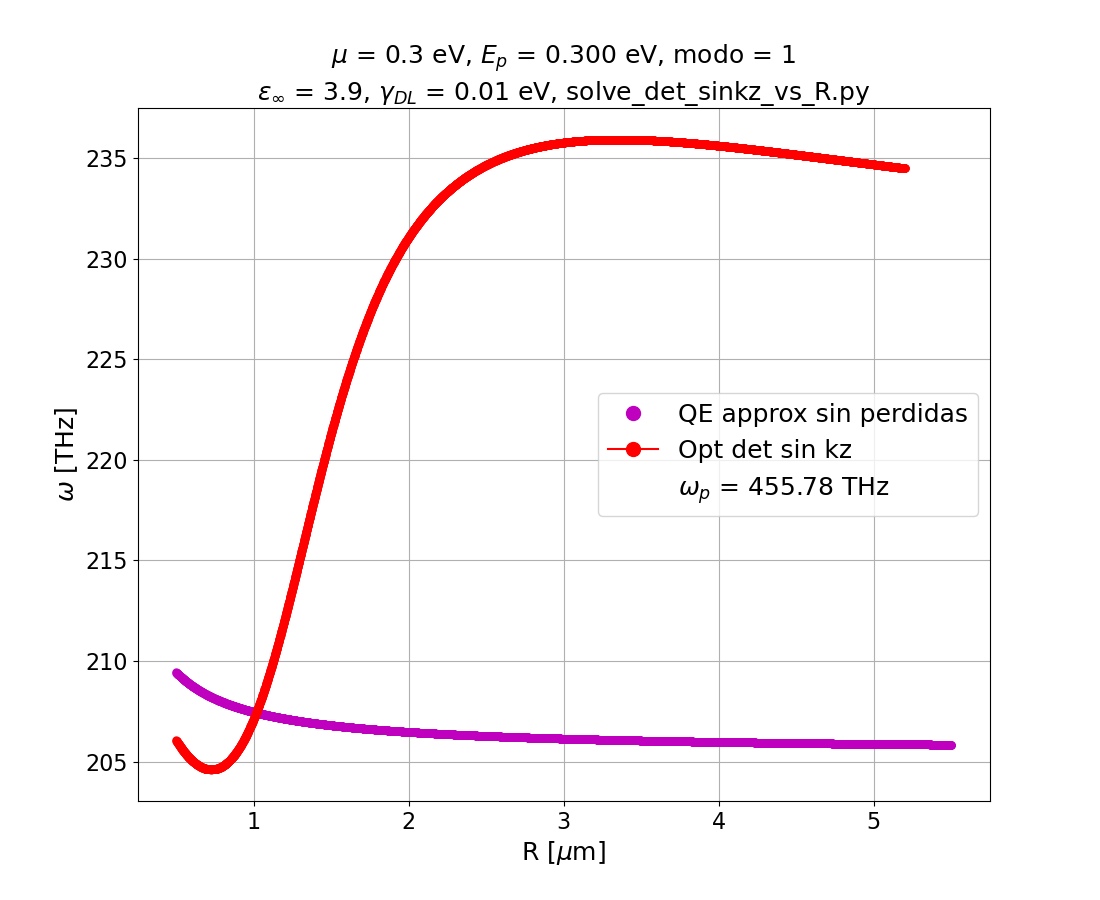 μ = 0.3 eV, E_p = 0.300 eV, modo = 1
ε_∞ = 3.9, γ_DL = 0.01 eV, solve_det_sinkz_vs_R.py
235
230
225
220
215
210
205
ω [THz]
QE approx sin perdidas
Opt det sin kz
ω_p = 455.78 THz
1 2 3 4 5
R [μm]